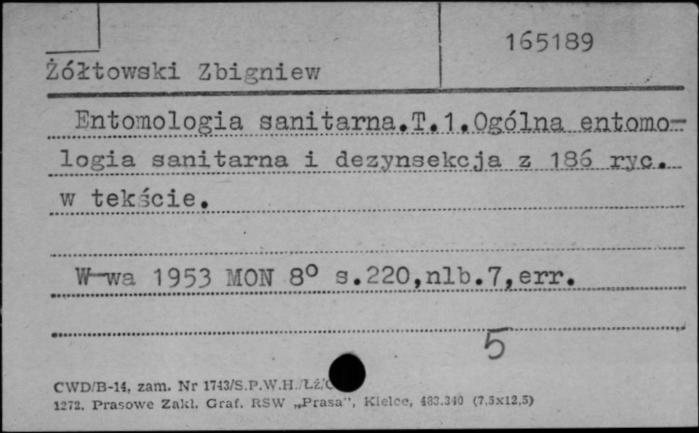 165189
Żółtowski Zbigniew
Entomologia sanitarna.T.1.Ogólna entomo-
logia sanitarna i dezynsekcja z 186 ryc.
w tekście.
W-wa 1953 MON 8° s.220,nlb.7,err.
5
CWD/B-14, zam. Nr 1743/S.P.W.H./Łź/
1272. Prasowe Zakł. Graf. RSW „Prasa”, Kielce, 483.340 (7,5x12,5)